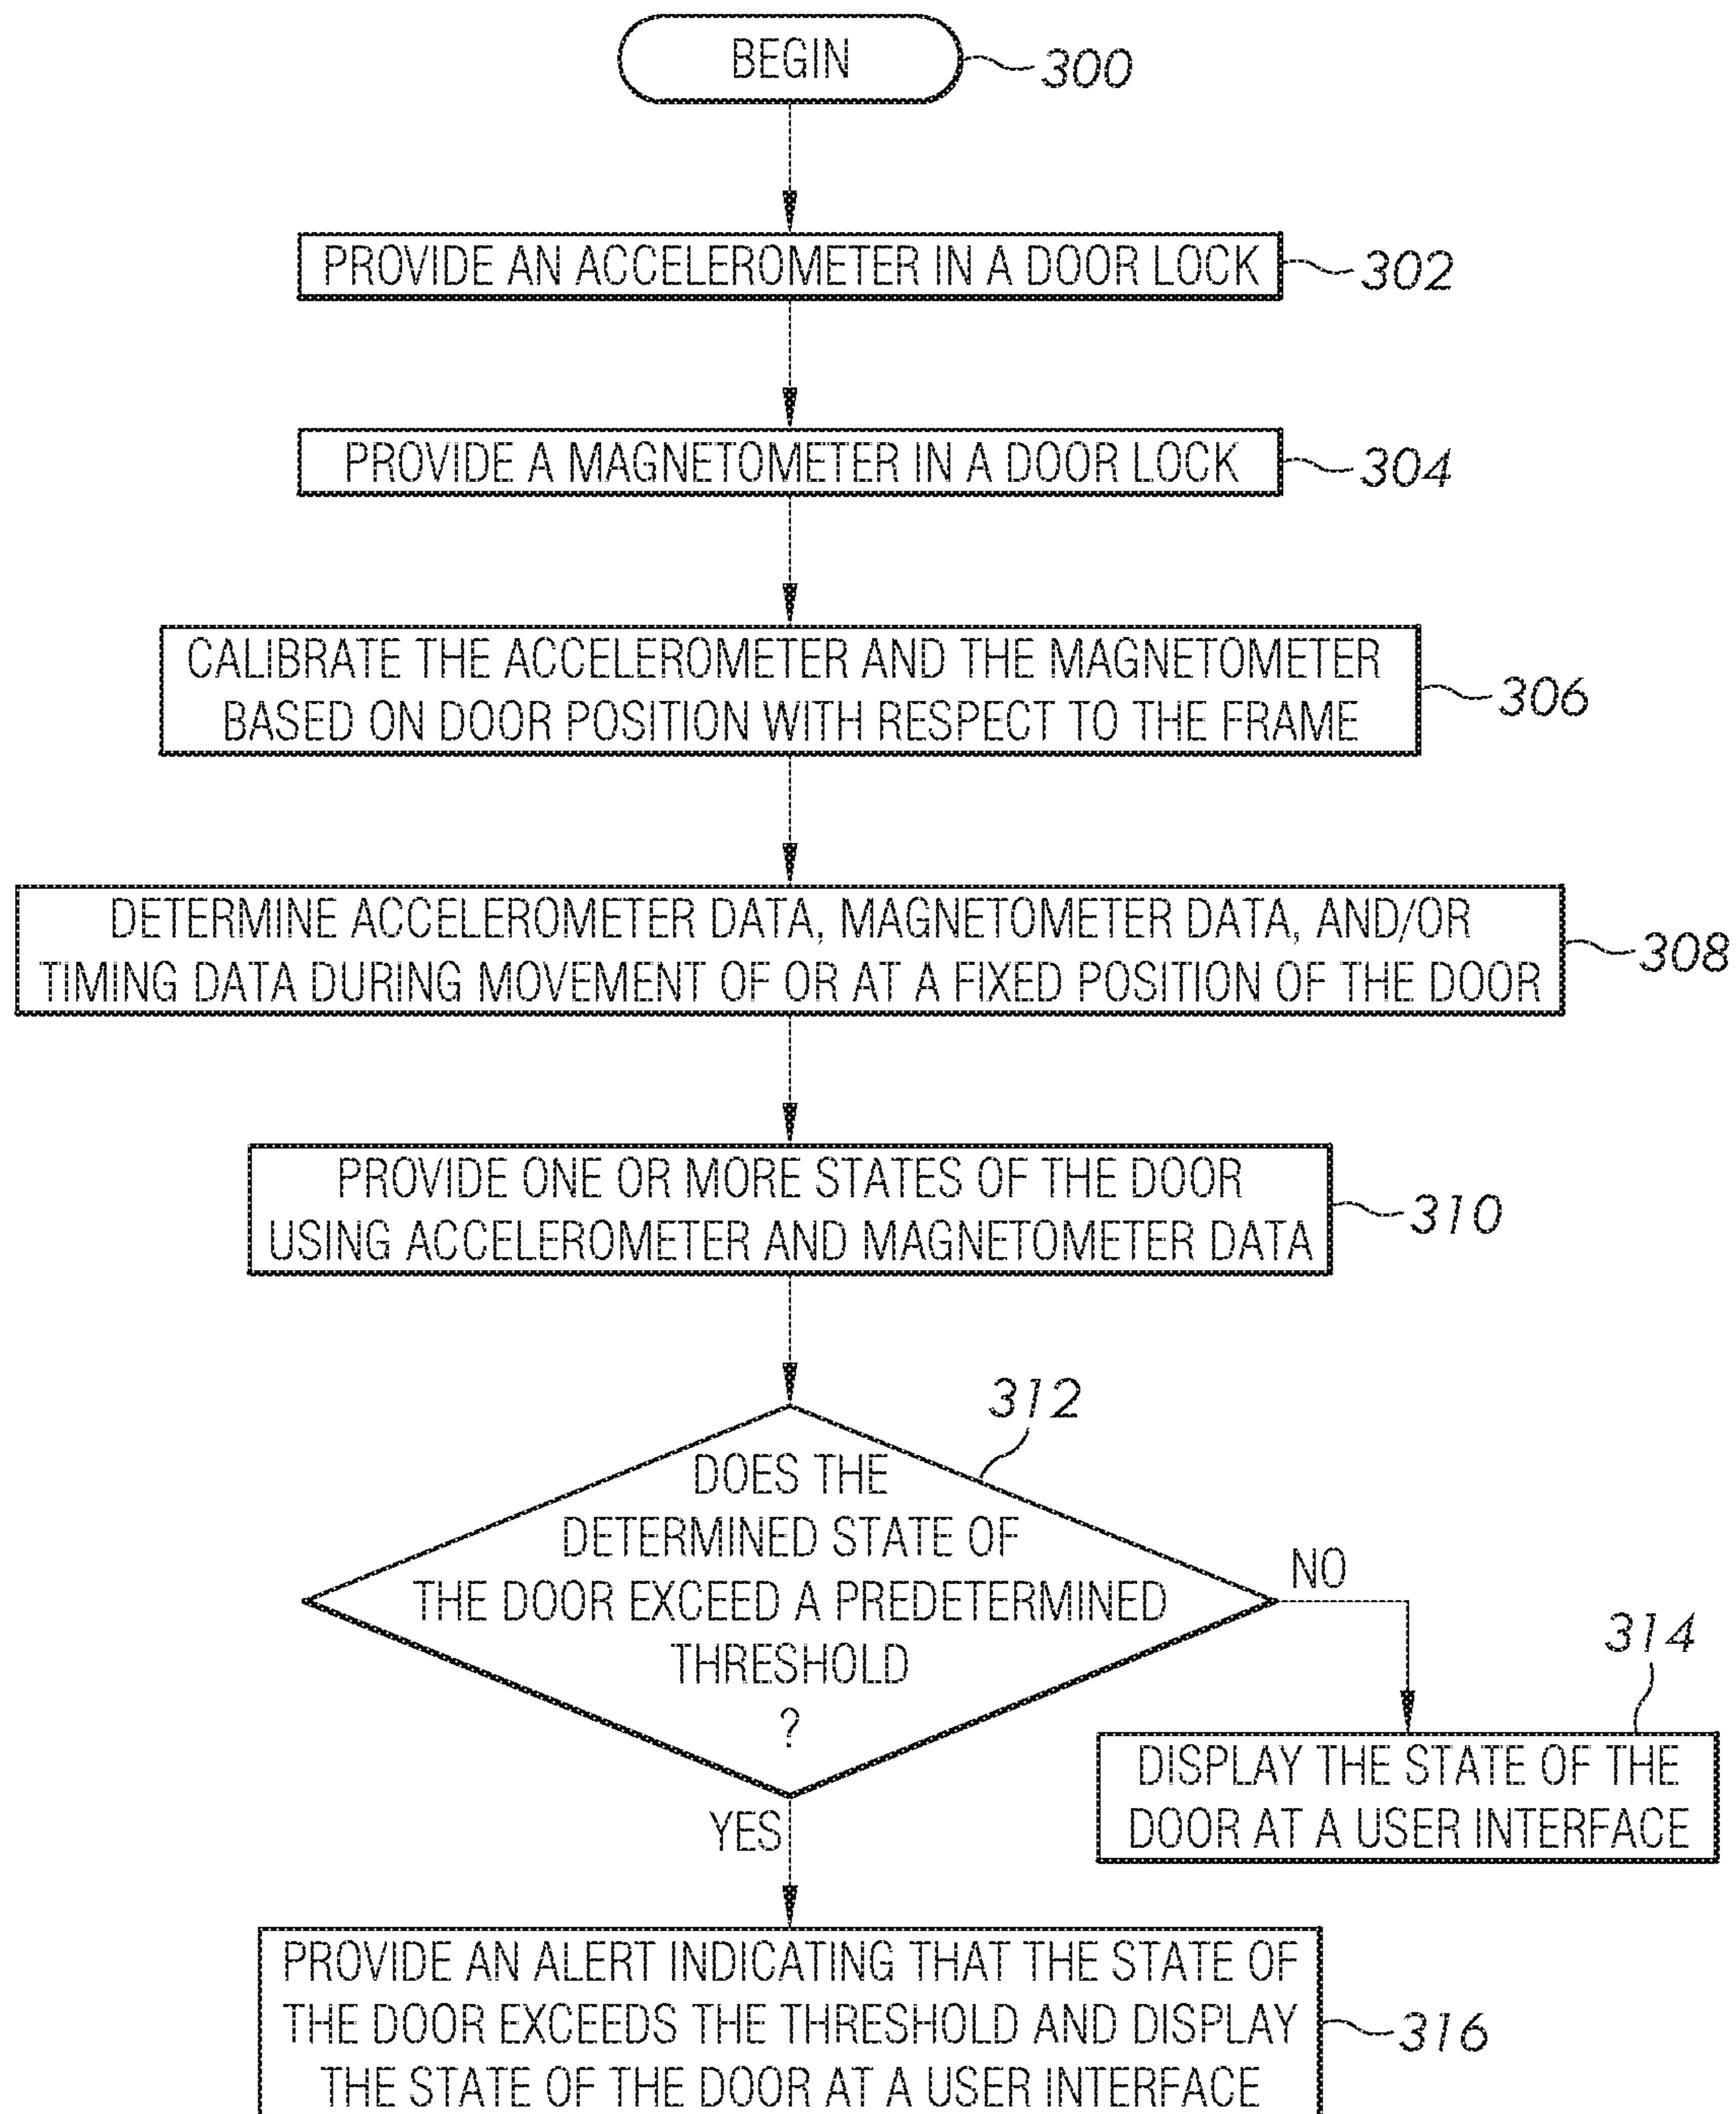 BEGIN
300
PROVIDE AN ACCELEROMETER IN A DOOR LOCK
302
PROVIDE A MAGNETOMETER IN A DOOR LOCK
304
CALIBRATE THE ACCELEROMETER AND THE MAGNETOMETER
BASED ON DOOR POSITION WITH RESPECT TO THE FRAME
306
DETERMINE ACCELEROMETER DATA, MAGNETOMETER DATA, AND/OR
TIMING DATA DURING MOVEMENT OF OR AT A FIXED POSITION OF THE DOOR
308
PROVIDE ONE OR MORE STATES OF THE DOOR
USING ACCELEROMETER AND MAGNETOMETER DATA
310
312
DOES THE
DETERMINED STATE OF
THE DOOR EXCEED A PREDETERMINED
THRESHOLD
?
NO
314
DISPLAY THE STATE OF THE
DOOR AT A USER INTERFACE
YES
PROVIDE AN ALERT INDICATING THAT THE STATE OF
THE DOOR EXCEEDS THE THRESHOLD AND DISPLAY
THE STATE OF THE DOOR AT A USER INTERFACE
316